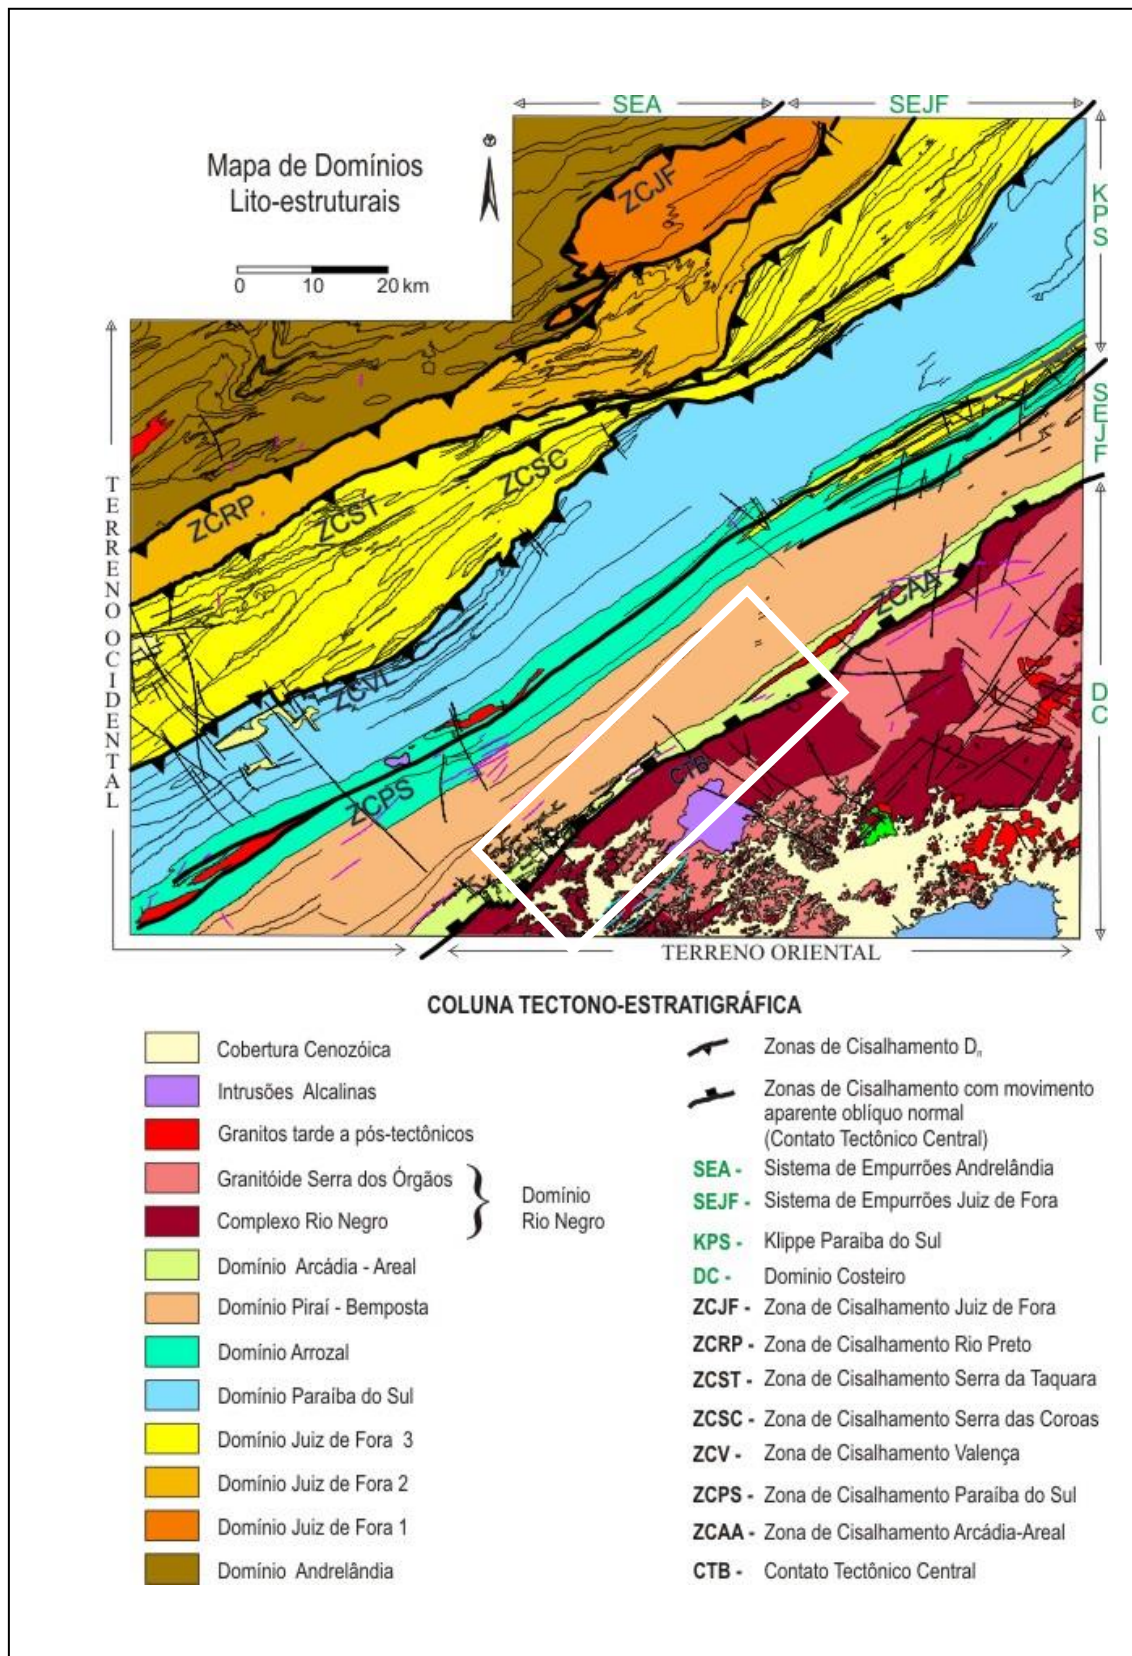 SEA
SEJF
Mapa de Domínios
Lito-estruturais
0 10 20 km
KPS
SEJF
DC
TERRENO OCIDENTAL
ZCJF
ZCRP
ZCST
ZCSC
ZCV
ZCPS
ZCAA
CTB
TERRENO ORIENTAL
COLUNA TECTONO-ESTRATIGRÁFICA
Cobertura Cenozóica
Intrusões Alcalinas
Granitos tarde a pós-tectônicos
Granitóide Serra dos Órgãos
Complexo Rio Negro
Domínio
Rio Negro
Domínio Arcádia - Areal
Domínio Piraí - Bemposta
Domínio Arrozal
Domínio Paraíba do Sul
Domínio Juiz de Fora 3
Domínio Juiz de Fora 2
Domínio Juiz de Fora 1
Domínio Andrelândia
Zonas de Cisalhamento Dn
Zonas de Cisalhamento com movimento
aparente oblíquo normal
(Contato Tectônico Central)
SEA - Sistema de Empurrões Andrelândia
SEJF - Sistema de Empurrões Juiz de Fora
KPS - Klippe Paraiba do Sul
DC - Dominio Costeiro
ZCJF - Zona de Cisalhamento Juiz de Fora
ZCRP - Zona de Cisalhamento Rio Preto
ZCST - Zona de Cisalhamento Serra da Taquara
ZCSC - Zona de Cisalhamento Serra das Coroas
ZCV - Zona de Cisalhamento Valença
ZCPS - Zona de Cisalhamento Paraíba do Sul
ZCAA - Zona de Cisalhamento Arcádia-Areal
CTB - Contato Tectônico Central